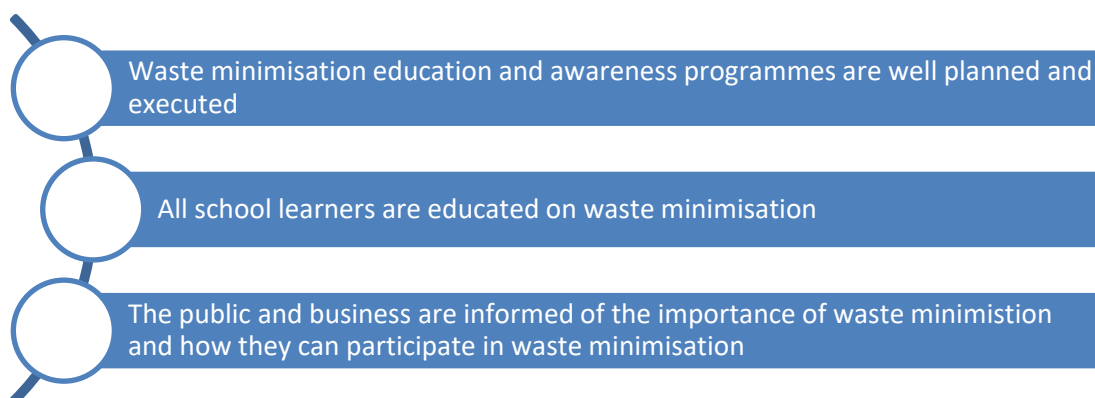 Waste minimisation education and awareness programmes are well planned and
executed
All school learners are educated on waste minimisation
The public and business are informed of the importance of waste minimistion
and how they can participate in waste minimisation